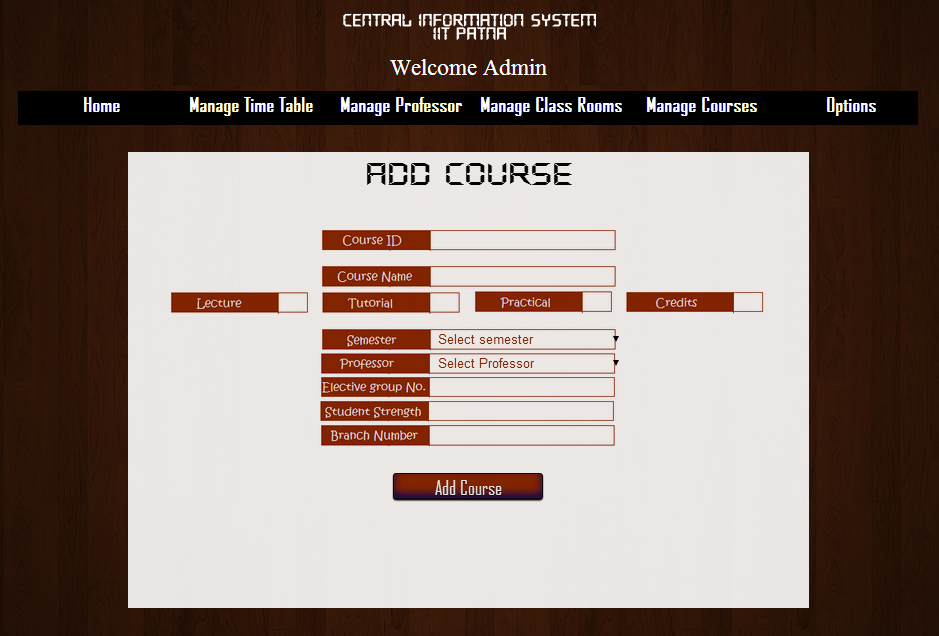 CENTRAL INFORMATION SYSTEM
IIT PATNA
Welcome Admin
Home Manage Time Table Manage Professor Manage Class Rooms Manage Courses Options
ADD COURSE
Course ID
Course Name
Lecture Tutorial Practical Credits
Semester Select semester
Professor Select Professor
Elective group No.
Student Strength
Branch Number
Add Course